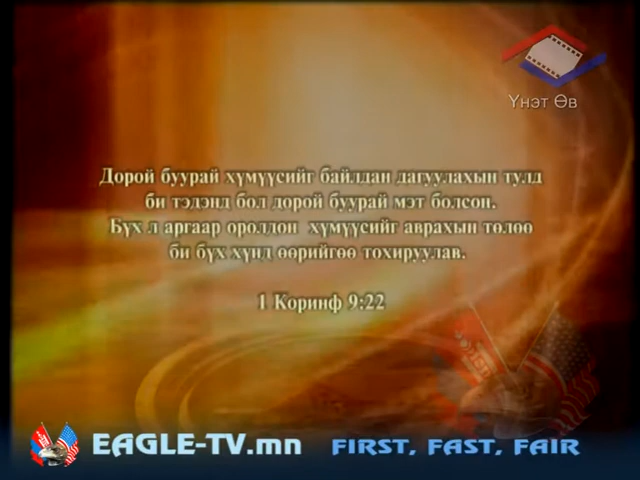 Үнэт Өв
Дорой буурай хүмүүсийг байлдан дагуулахын тулд
би тэдэнд бол дорой буурай мэт болсон.
Бүх л аргаар ороллдон хүмүүсийг аврахын төлөө
би бүх хүнд өөрийгөө тохируулав.
1 Коринф 9:22
EAGLE-TV.mn FIRST, FAST, FAIR